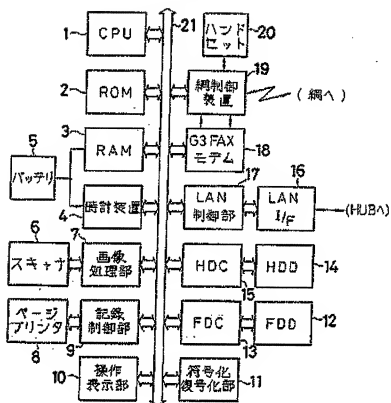 1
CPU
21
ハンド
セット
20
2
ROM
網制御
装置
19
(網へ)
3
RAM
G3 FAX
モデム
18
5
バッテリ
4
時計装置
17
LAN
制御部
16
LAN
I/F
(HUBへ)
6
スキャナ
7
画像
処理部
HDC
15
HDD
14
ページ
プリンタ
8
記録
制御部
9
FDC
13
FDD
12
10
操作
表示部
符号化
復号化部
11